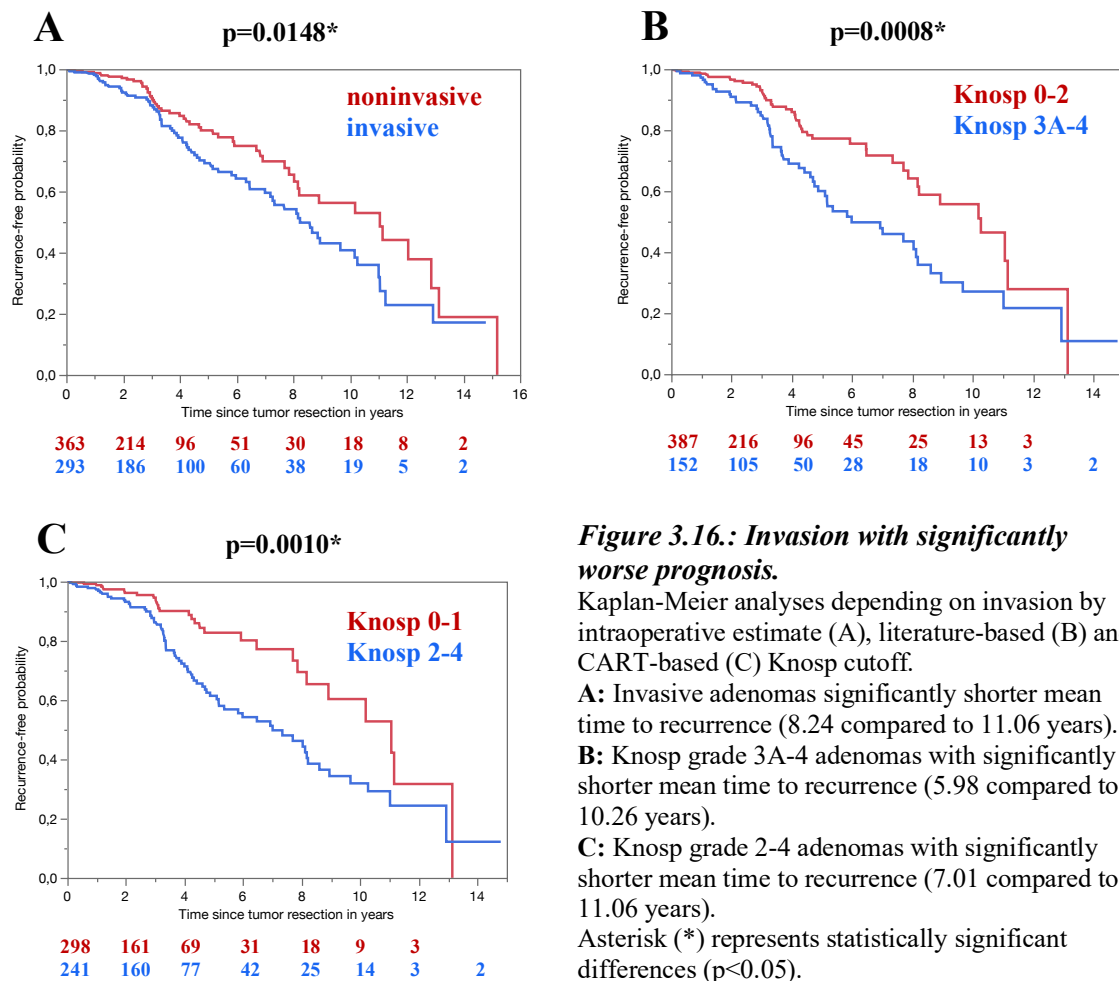 A
p=0.0148*
noninvasive
invasive
Recurrence-free probability
1,0
0,8
0,6
0,4
0,2
0,0
0 2 4 6 8 10 12 14 16
Time since tumor resection in years
363 214 96 51 30 18 8 2
293 186 100 60 38 19 5 2
B
p=0.0008*
Knosp 0-2
Knosp 3A-4
Recurrence-free probability
1,0
0,8
0,6
0,4
0,2
0,0
0 2 4 6 8 10 12 14
Time since tumor resection in years
387 216 96 45 25 13 3
152 105 50 28 18 10 3 2
C
p=0.0010*
Knosp 0-1
Knosp 2-4
Recurrence-free probability
1,0
0,8
0,6
0,4
0,2
0,0
0 2 4 6 8 10 12 14
Time since tumor resection in years
298 161 69 31 18 9 3
241 160 77 42 25 14 3 2
Figure 3.16.: Invasion with significantly
worse prognosis.
Kaplan-Meier analyses depending on invasion by
intraoperative estimate (A), literature-based (B) an
CART-based (C) Knosp cutoff.
A: Invasive adenomas significantly shorter mean
time to recurrence (8.24 compared to 11.06 years).
B: Knosp grade 3A-4 adenomas with significantly
shorter mean time to recurrence (5.98 compared to
10.26 years).
C: Knosp grade 2-4 adenomas with significantly
shorter mean time to recurrence (7.01 compared to
11.06 years).
Asterisk (*) represents statistically significant
differences (p<0.05).